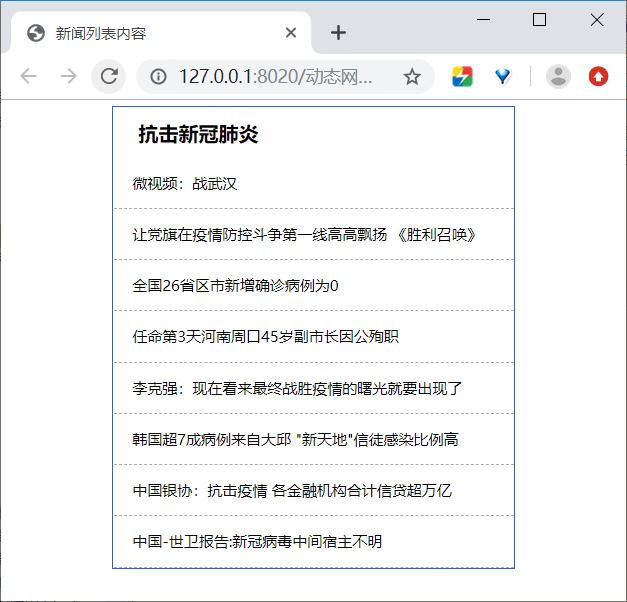 新闻列表内容
127.0.0.1:8020/动态网...
抗击新冠肺炎
微视频：战武汉
让党旗在疫情防控斗争第一线高高飘扬 《胜利召唤》
全国26省区市新增确诊病例为0
任命第3天河南周口45岁副市长因公殉职
李克强：现在看来最终战胜疫情的曙光就要出现了
韩国超7成病例来自大邱 "新天地"信徒感染比例高
中国银协：抗击疫情 各金融机构合计信贷超万亿
中国-世卫报告:新冠病毒中间宿主不明